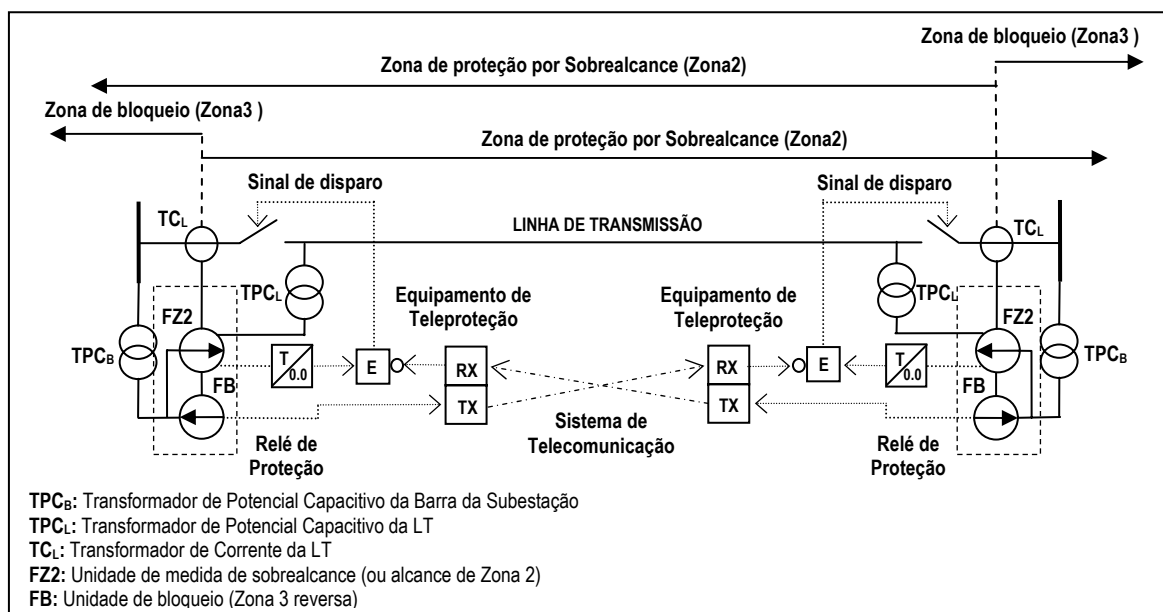 Zona de bloqueio (Zona3 )
Zona de proteção por Sobrealcance (Zona2)
Zona de bloqueio (Zona3 )
Zona de proteção por Sobrealcance (Zona2)
Sinal de disparo
Sinal de disparo
TCL
LINHA DE TRANSMISSÃO
TCL
TPCL
Equipamento de
Teleproteção
Equipamento de
Teleproteção
TPCL
FZ2
FZ2
TPCB
TPCB
T
0.0
E
RX
RX
E
T
0.0
FB
FB
TX
TX
Relé de
Proteção
Sistema de
Telecomunicação
Relé de
Proteção
TPCB: Transformador de Potencial Capacitivo da Barra da Subestação
TPCL: Transformador de Potencial Capacitivo da LT
TCL: Transformador de Corrente da LT
FZ2: Unidade de medida de sobrealcance (ou alcance de Zona 2)
FB: Unidade de bloqueio (Zona 3 reversa)